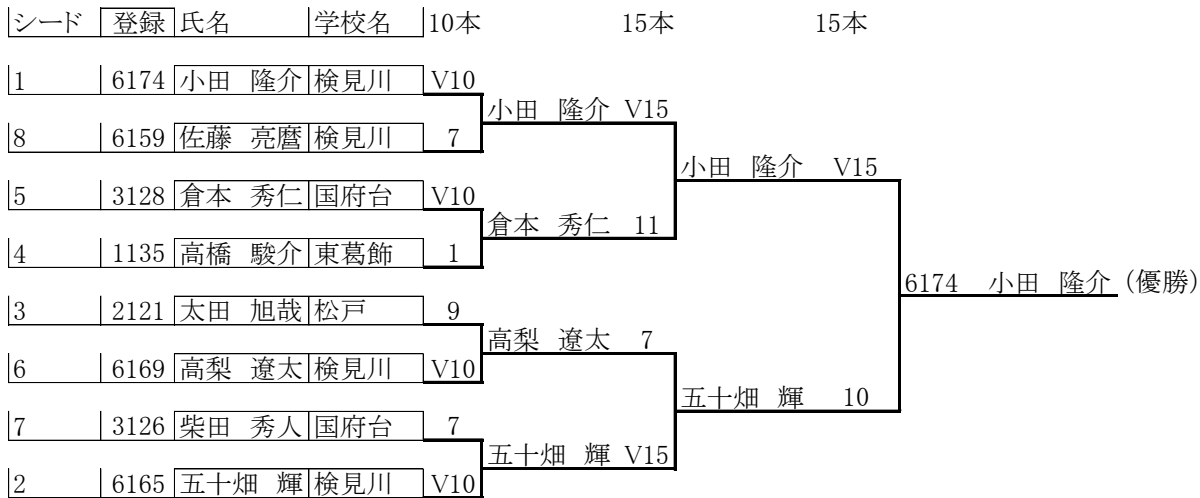 シード 登録 氏名 学校名 10本 15本 15本
1 6174 小田 隆介 検見川 V10
小田 隆介 V15
8 6159 佐藤 亮麿 検見川 7
小田 隆介 V15
5 3128 倉本 秀仁 国府台 V10
倉本 秀仁 11
4 1135 高橋 駿介 東葛飾 1
6174 小田 隆介 (優勝)
3 2121 太田 旭哉 松戸 9
高梨 遼太 7
6 6169 高梨 遼太 検見川 V10
五十畑 輝 10
7 3126 柴田 秀人 国府台 7
五十畑 輝 V15
2 6165 五十畑 輝 検見川 V10